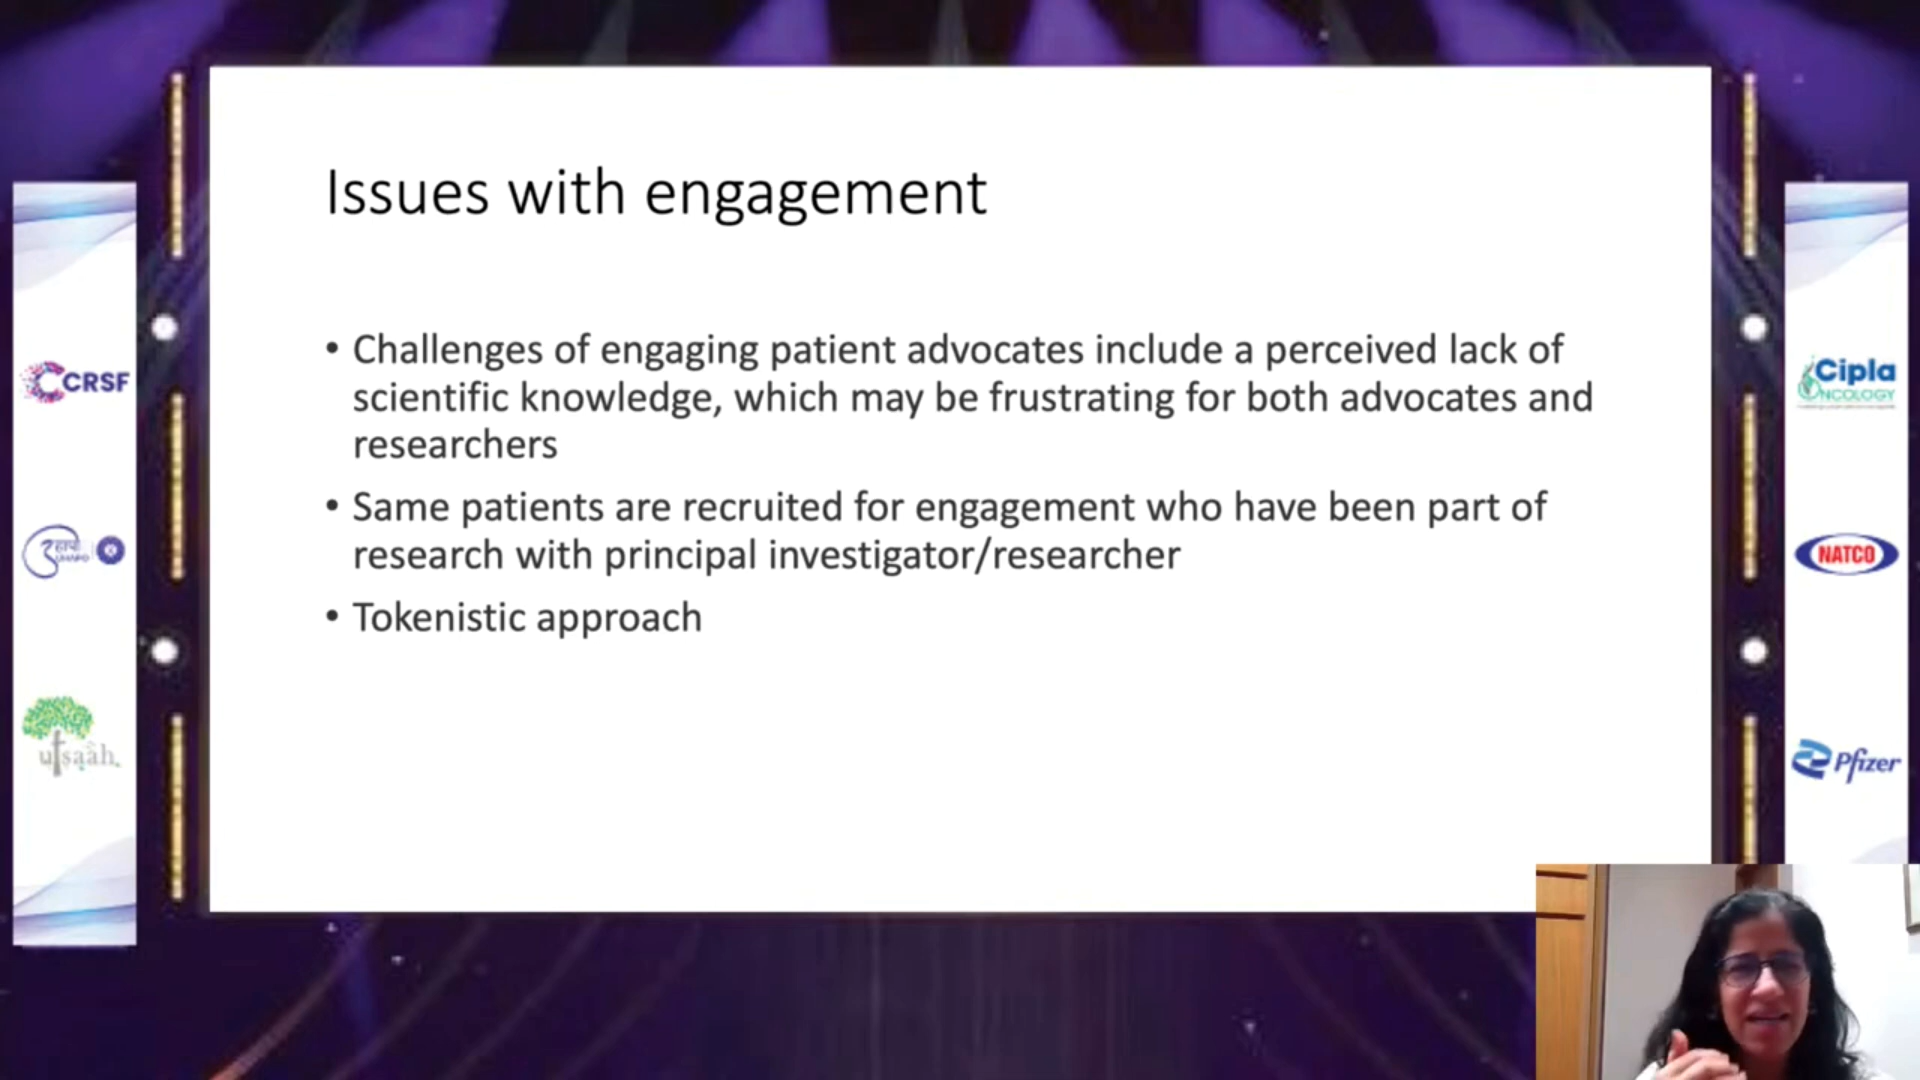 Issues with engagement
• Challenges of engaging patient advocates include a perceived lack of
scientific knowledge, which may be frustrating for both advocates and
researchers
• Same patients are recruited for engagement who have been part of
research with principal investigator/researcher
• Tokenistic approach
CRSF
utsaah
Cipla
ONCOLOGY
NATCO
Pfizer